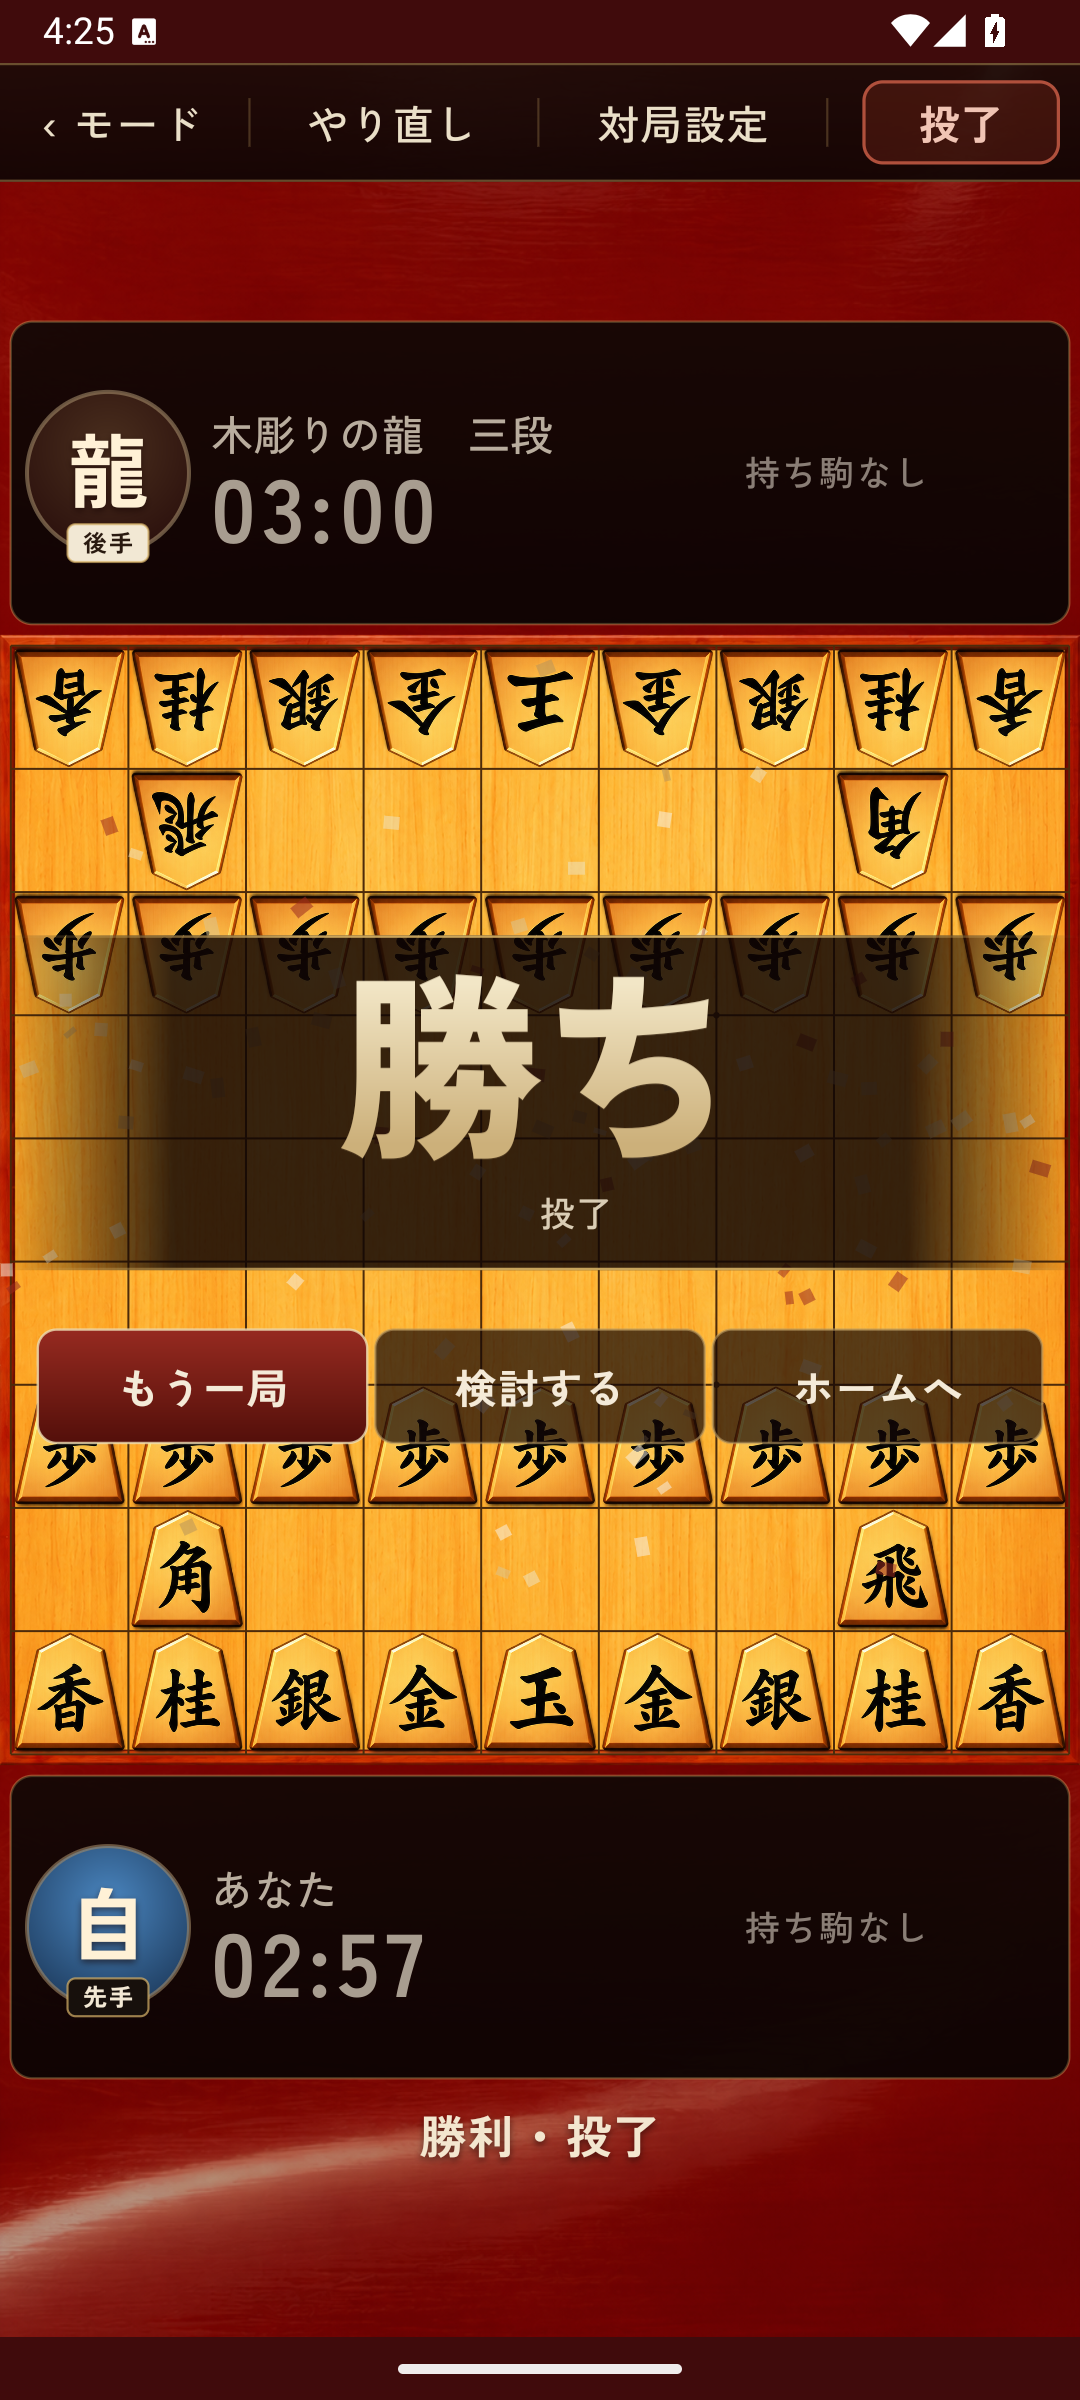 4:25 A
‹ モード やり直し 対局設定 投了
龍
後手
木彫りの龍 三段
03:00
持ち駒なし
香 桂 銀 金 王 金 銀 桂 香
飛 角
歩 歩 歩 歩 歩 歩 歩 歩 歩
勝ち
投了
もう一局 検討する ホームへ
歩 歩 歩 歩 歩 歩 歩 歩 歩
角 飛
香 桂 銀 金 玉 金 銀 桂 香
自
先手
あなた
02:57
持ち駒なし
勝利・投了